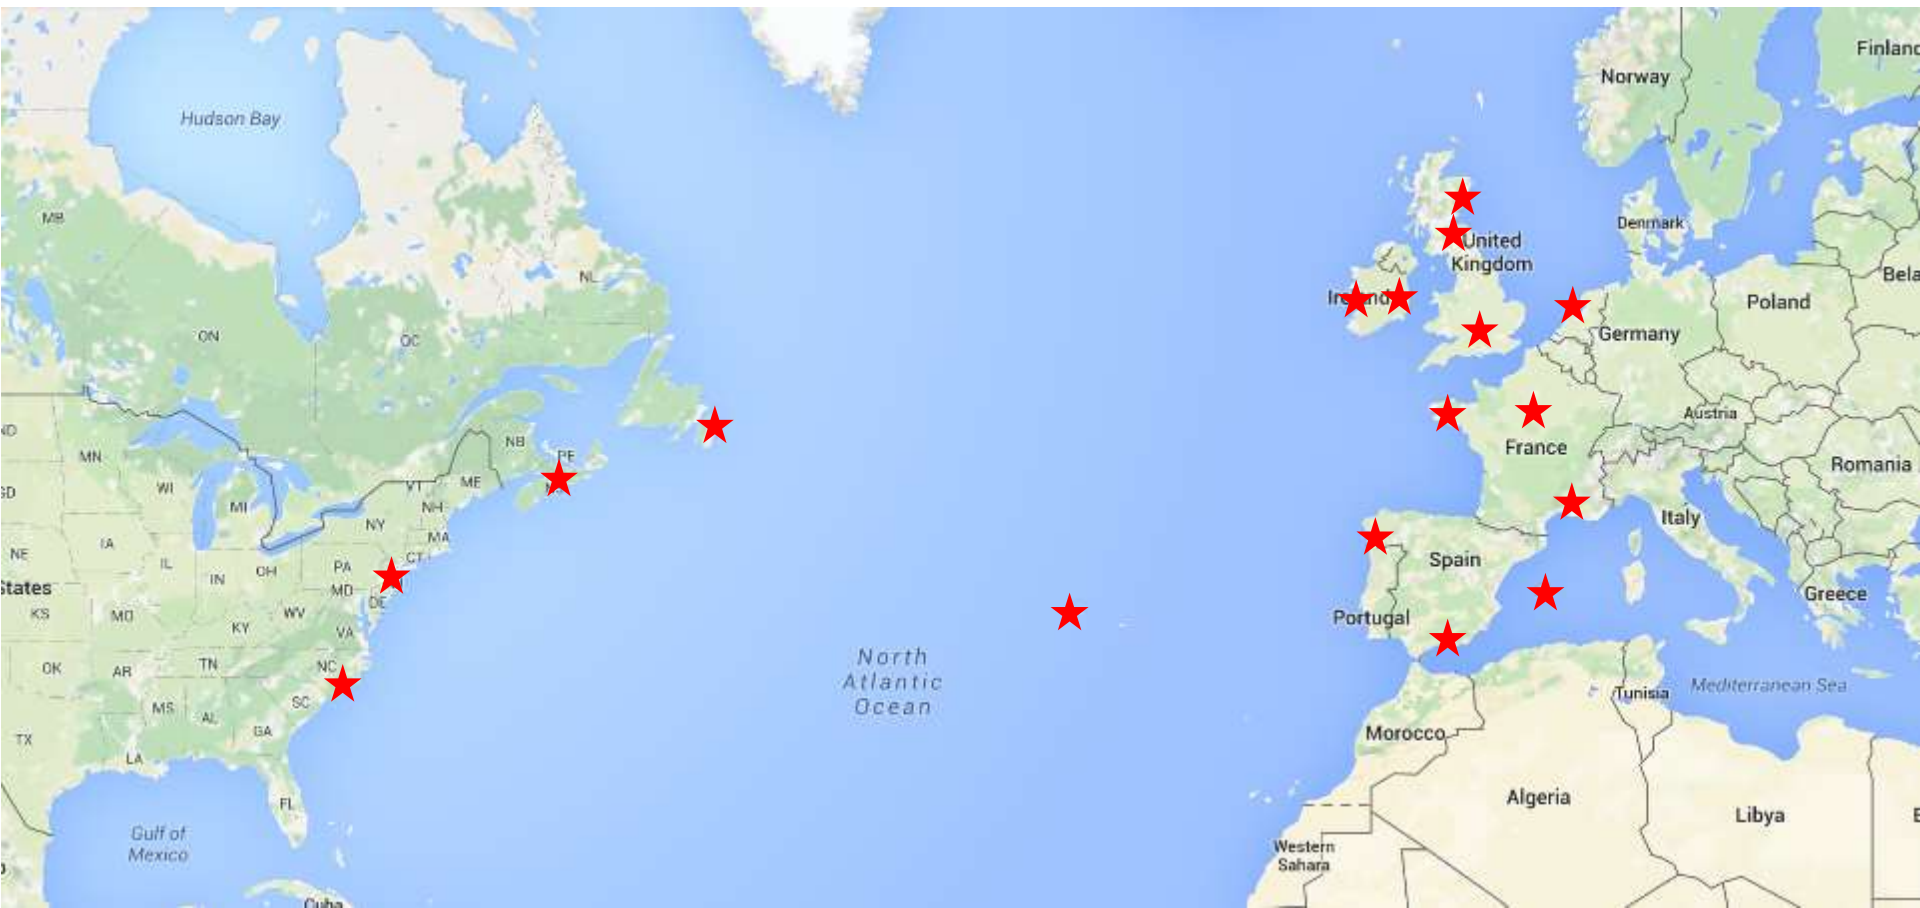 Finland
Norway
Hudson Bay
MB
Denmark
United
Kingdom
NL
Bela
Ireland
Poland
ON
QC
Germany
ND
MN
NB
PE
Austria
France
Romania
SD
WI
MI
VT
ME
NH
NY
MA
Italy
NE
IA
IL
IN
OH
PA
CT
Spain
States
KS
MO
WV
MD
DE
KY
VA
Portugal
Greece
OK
AR
TN
NC
North
Atlantic
Ocean
MS
AL
SC
GA
Tunisia
Mediterranean Sea
TX
LA
Morocco
FL
Algeria
Libya
Gulf of
Mexico
Western
Sahara
Cuba